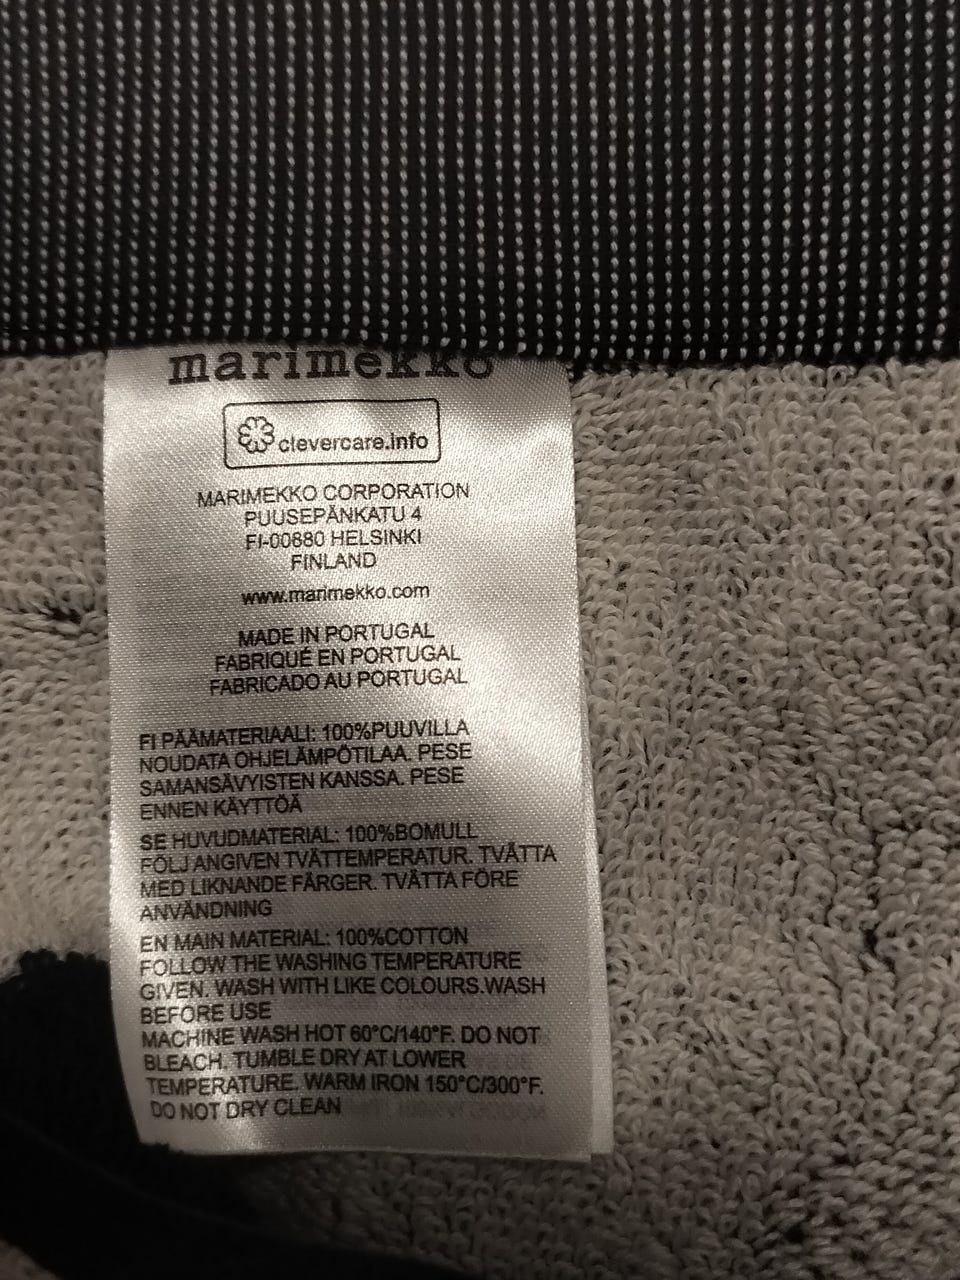 marimekko
clevercare.info
MARIMEKKO CORPORATION
PUUSEPÄNKATU 4
FI-00880 HELSINKI
FINLAND
www.marimekko.com
MADE IN PORTUGAL
FABRIQUÉ EN PORTUGAL
FABRICADO AU PORTUGAL
FI PÄÄMATERIAALI: 100%PUUVILLA
NOUDATA OHJELÄMPÖTILAA. PESE
SAMANSÄVYISTEN KANSSA. PESE
ENNEN KÄYTTÖÄ
SE HUVUDMATERIAL: 100%BOMULL
FÖLJ ANGIVEN TVÄTTEMPERATUR. TVÄTTA
MED LIKNANDE FÄRGER. TVÄTTA FÖRE
ANVÄNDNING
EN MAIN MATERIAL: 100%COTTON
FOLLOW THE WASHING TEMPERATURE
GIVEN. WASH WITH LIKE COLOURS.WASH
BEFORE USE
MACHINE WASH HOT 60°C/140°F. DO NOT
BLEACH. TUMBLE DRY AT LOWER
TEMPERATURE. WARM IRON 150°C/300°F.
DO NOT DRY CLEAN